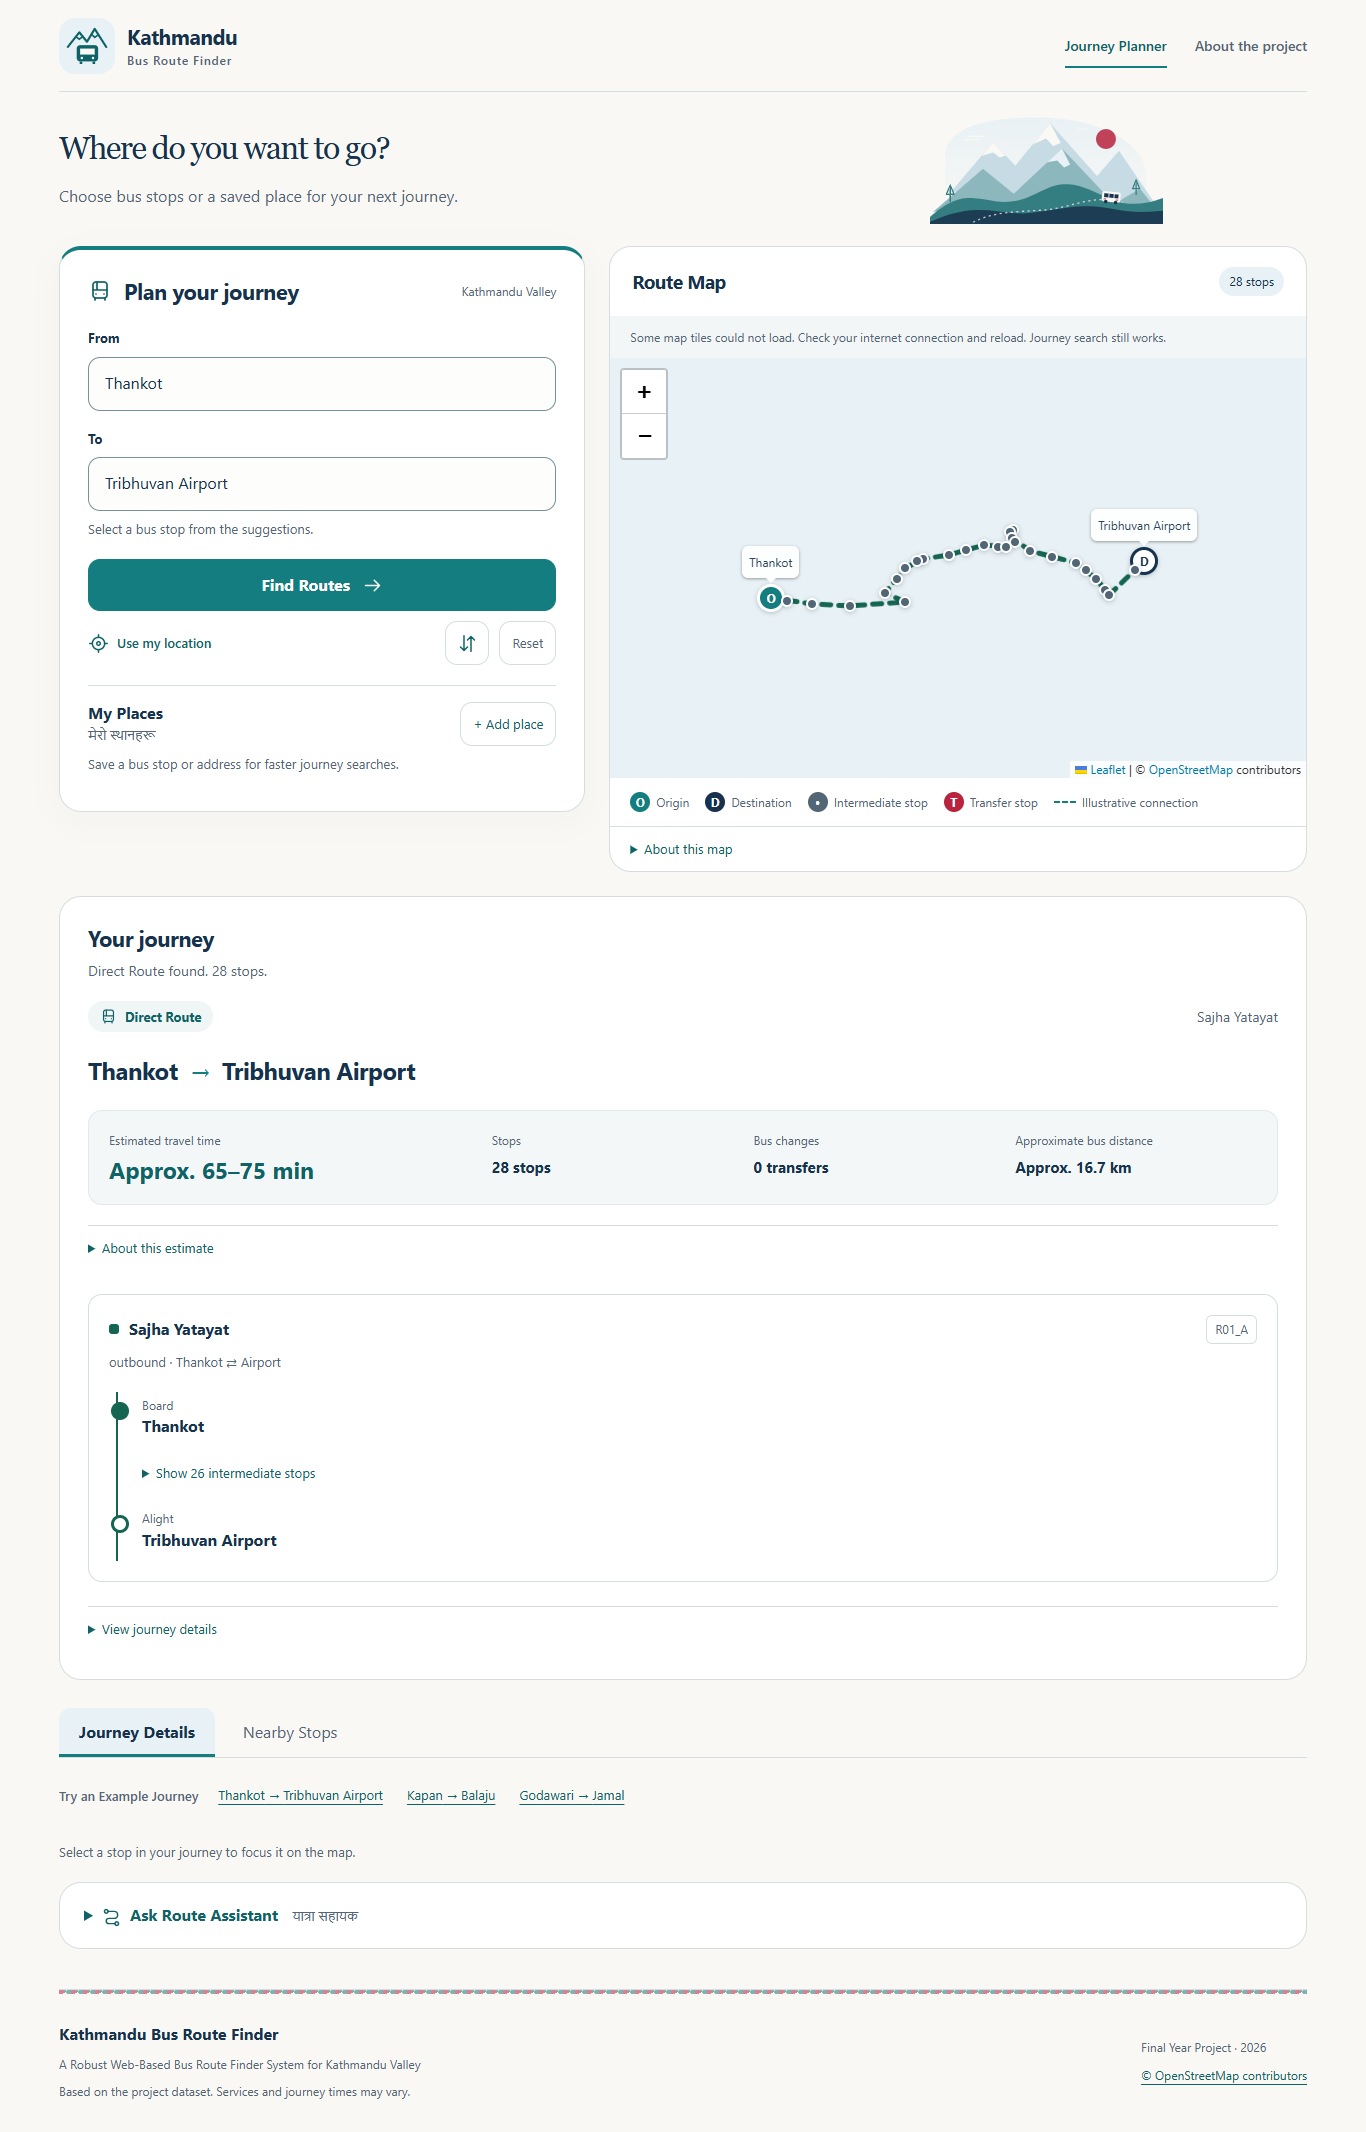 Kathmandu
Bus Route Finder
Journey Planner
About the project
Where do you want to go?
Choose bus stops or a saved place for your next journey.
Plan your journey
Kathmandu Valley
From
Thankot
To
Tribhuvan Airport
Select a bus stop from the suggestions.
Find Routes →
Use my location
Reset
My Places
मेरो स्थानहरू
+ Add place
Save a bus stop or address for faster journey searches.
Route Map
28 stops
Some map tiles could not load. Check your internet connection and reload. Journey search still works.
+
−
Thankot
O
Tribhuvan Airport
D
Leaflet | © OpenStreetMap contributors
O Origin
D Destination
Intermediate stop
T Transfer stop
Illustrative connection
About this map
Your journey
Direct Route found. 28 stops.
Direct Route
Sajha Yatayat
Thankot → Tribhuvan Airport
Estimated travel time
Approx. 65–75 min
Stops
28 stops
Bus changes
0 transfers
Approximate bus distance
Approx. 16.7 km
About this estimate
Sajha Yatayat
R01_A
outbound · Thankot ⇄ Airport
Board
Thankot
Show 26 intermediate stops
Alight
Tribhuvan Airport
View journey details
Journey Details
Nearby Stops
Try an Example Journey
Thankot → Tribhuvan Airport
Kapan → Balaju
Godawari → Jamal
Select a stop in your journey to focus it on the map.
Ask Route Assistant यात्रा सहायक
Kathmandu Bus Route Finder
A Robust Web-Based Bus Route Finder System for Kathmandu Valley
Based on the project dataset. Services and journey times may vary.
Final Year Project · 2026
© OpenStreetMap contributors